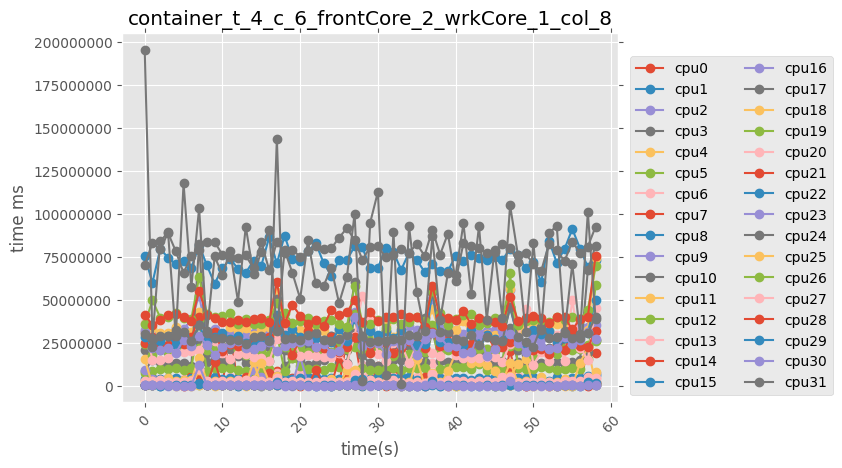 container_t_4_c_6_frontCore_2_wrkCore_1_col_8
200000000
175000000
150000000
125000000
100000000
75000000
50000000
25000000
0
time ms
0 10 20 30 40 50 60
time(s)
cpu0 cpu16
cpu1 cpu17
cpu2 cpu18
cpu3 cpu19
cpu4 cpu20
cpu5 cpu21
cpu6 cpu22
cpu7 cpu23
cpu8 cpu24
cpu9 cpu25
cpu10 cpu26
cpu11 cpu27
cpu12 cpu28
cpu13 cpu29
cpu14 cpu30
cpu15 cpu31